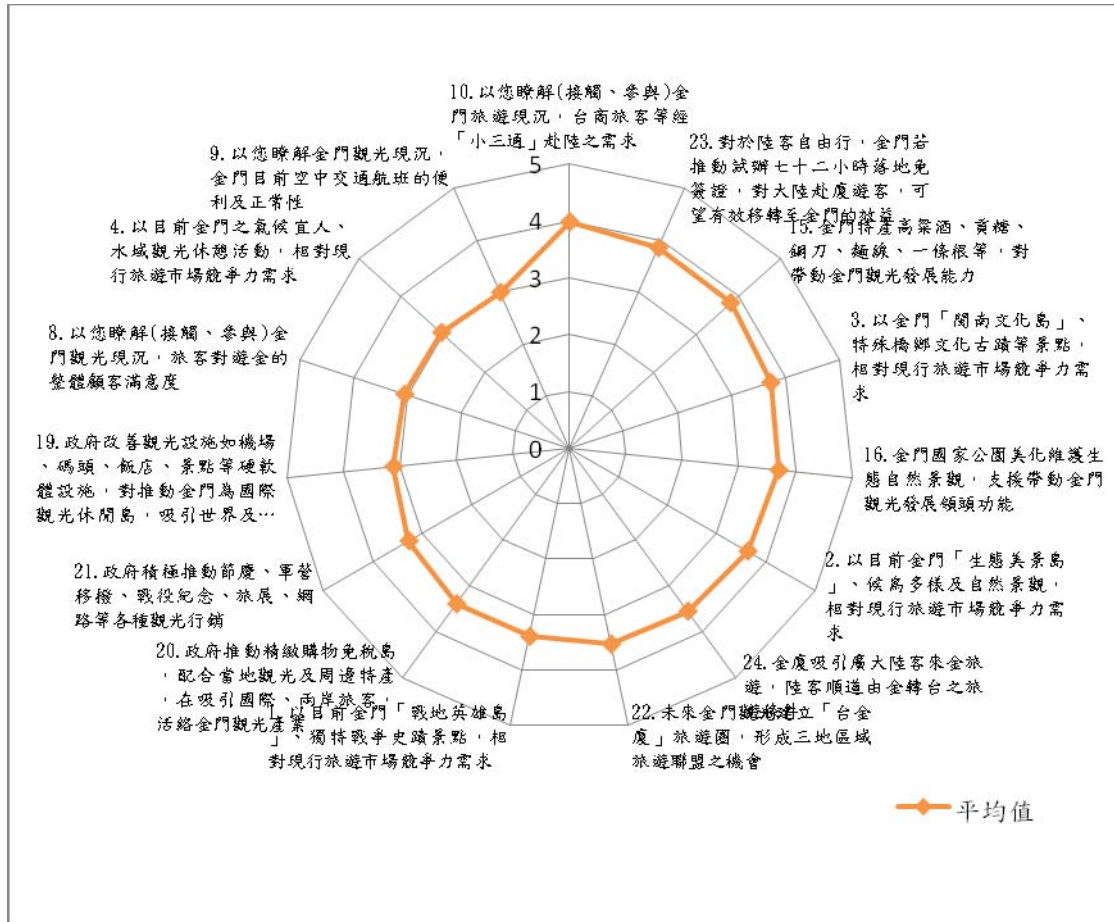 10.以您瞭解(接觸、參與)金
門旅遊現況，台商旅客等經
「小三通」赴陸之需求
23.對於陸客自由行，金門若
推動試辦七十二小時落地免
簽證，對大陸赴廈遊客，可
望有效移轉至金門的效益
15.金門特產高粱酒、貢糖、
鋼刀、麵線、一條根等，對
帶動金門觀光發展能力
3.以金門「閩南文化島」、
特殊僑鄉文化古蹟等景點，
相對現行旅遊市場競爭力需
求
16.金門國家公園美化維護生
態自然景觀，支援帶動金門
觀光發展領頭功能
2.以目前金門「生態美景島
」、候鳥多樣及自然景觀，
相對現行旅遊市場競爭力需
求
24.金廈吸引廣大陸客來金旅
遊，陸客順道由金轉台之旅
22.未來金門觀光建立「台金
廈」旅遊圈，形成三地區域
旅遊聯盟之機會
1.以目前金門「戰地英雄島
」、獨特戰爭史蹟景點，相
對現行旅遊市場競爭力需求
20.政府推動精緻購物免稅島
，配合當地觀光及周邊特產
，在吸引國際、兩岸旅客，
活絡金門觀光產業
21.政府積極推動節慶、軍營
移撥、戰役紀念、旅展、網
路等各種觀光行銷
19.政府改善觀光設施如機場
、碼頭、飯店、景點等硬軟
體設施，對推動金門為國際
觀光休閒島，吸引世界及…
8.以您瞭解(接觸、參與)金
門觀光現況，旅客對遊金的
整體顧客滿意度
4.以目前金門之氣候宜人、
水域觀光休憩活動，相對現
行旅遊市場競爭力需求
9.以您瞭解金門觀光現況，
金門目前空中交通航班的便
利及正常性
5
4
3
2
1
0
平均值